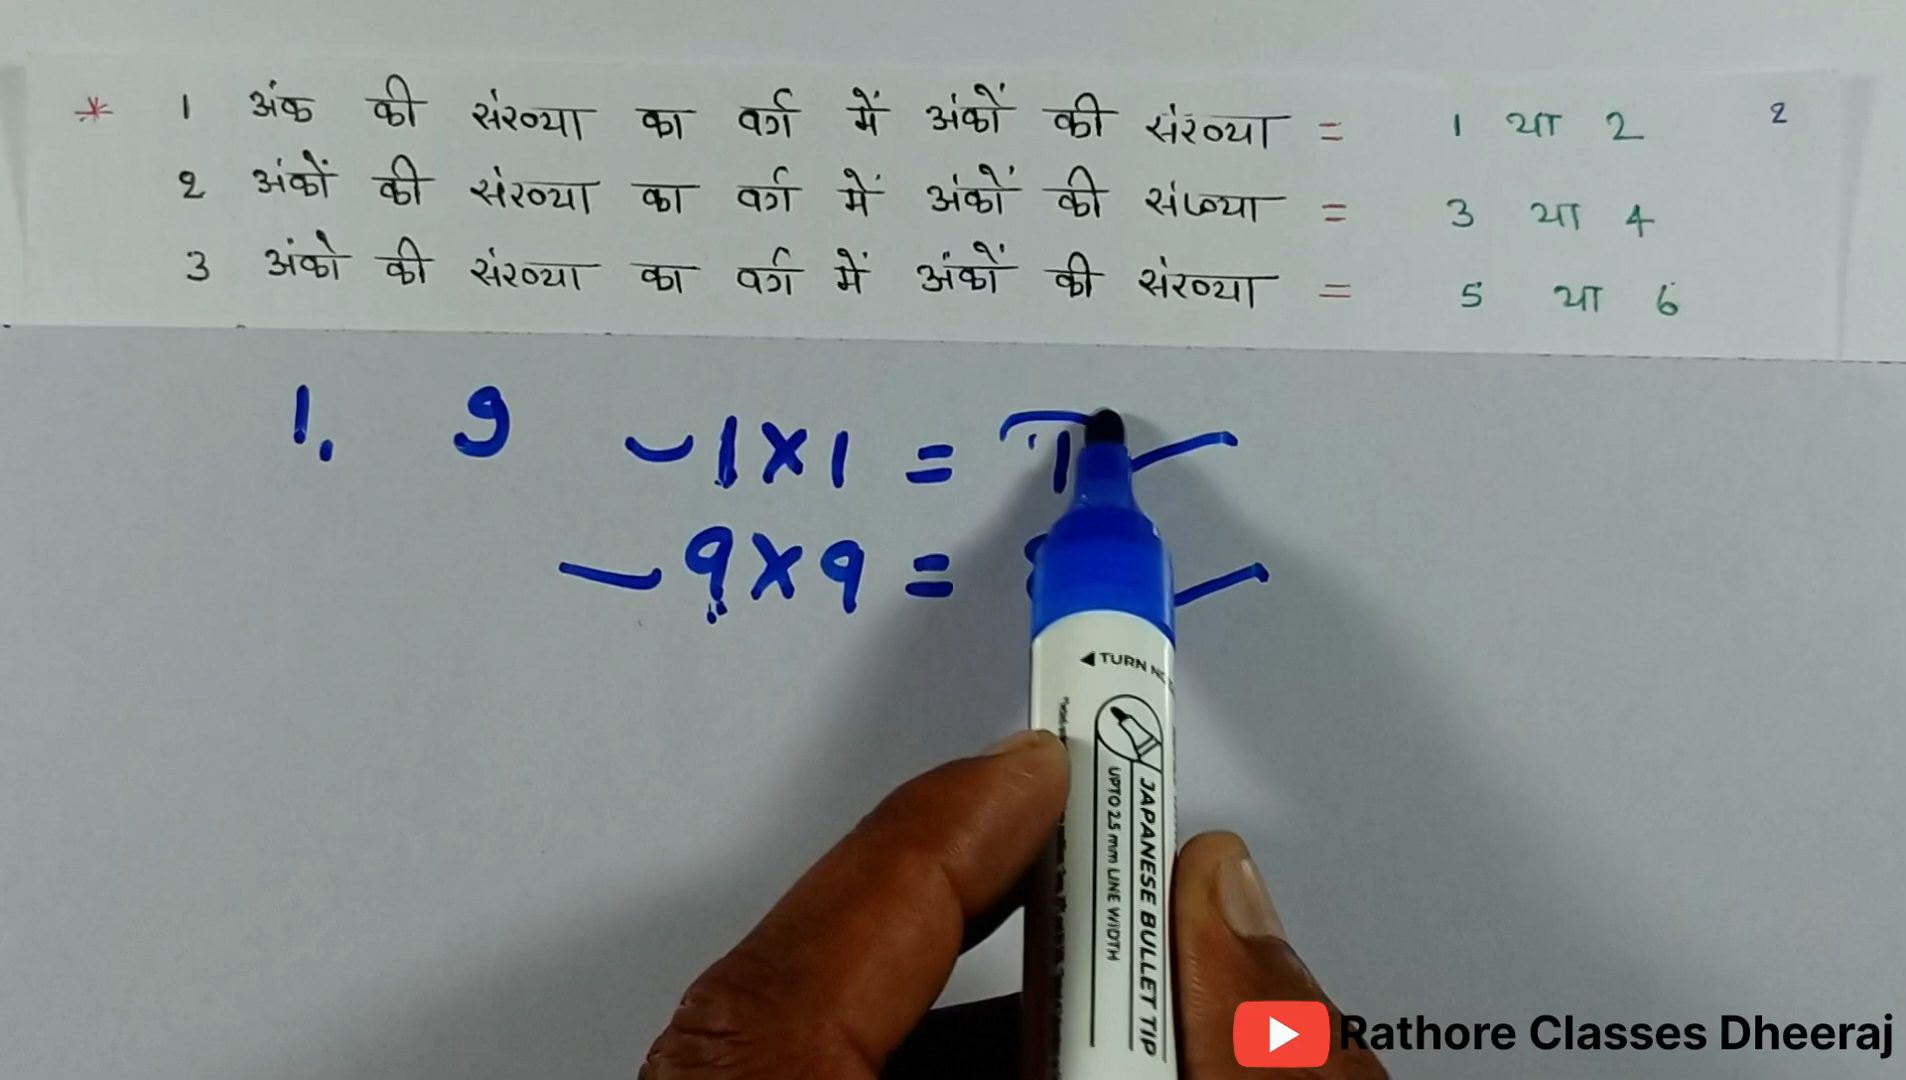 * 1 अंक की संख्या का वर्ग में अंकों की संख्या = 1 या 2 2
2 अंकों की संख्या का वर्ग में अंकों की संख्या = 3 या 4
3 अंको की संख्या का वर्ग में अंकों की संख्या = 5 या 6
1. 9 1×1 = 1
9×9 =
◀ TURN
JAPANESE BULLET TIP
UPTO 2.5 mm LINE WIDTH
Rathore Classes Dheeraj